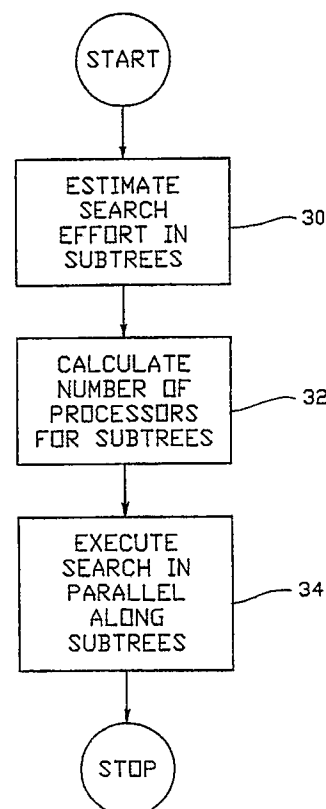 START
ESTIMATE
SEARCH
EFFORT IN
SUBTREES
30
CALCULATE
NUMBER OF
PROCESSORS
FOR SUBTREES
32
EXECUTE
SEARCH IN
PARALLEL
ALONG
SUBTREES
34
STOP